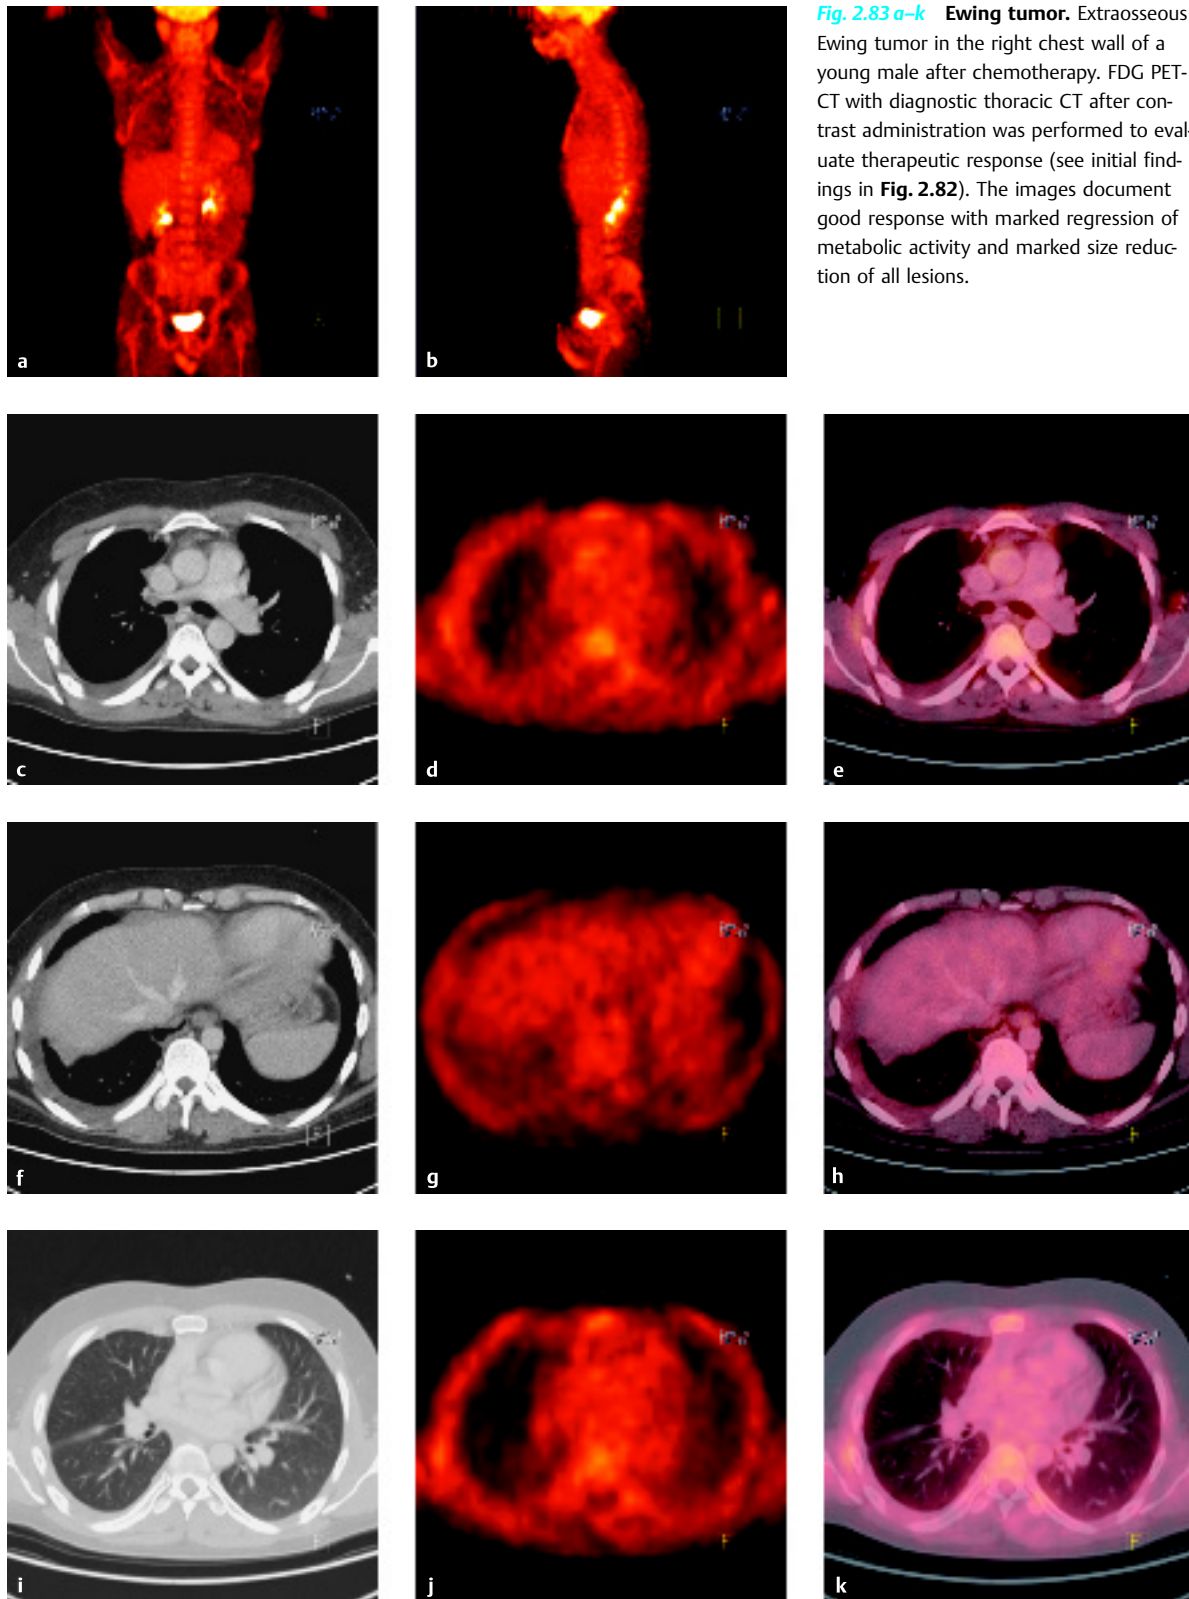 Fig. 2.83 a–k Ewing tumor. Extraosseous
Ewing tumor in the right chest wall of a
young male after chemotherapy. FDG PET-
CT with diagnostic thoracic CT after con-
trast administration was performed to eval-
uate therapeutic response (see initial find-
ings in Fig. 2.82). The images document
good response with marked regression of
metabolic activity and marked size reduc-
tion of all lesions.
a
b
c
d
e
f
g
h
i
j
k